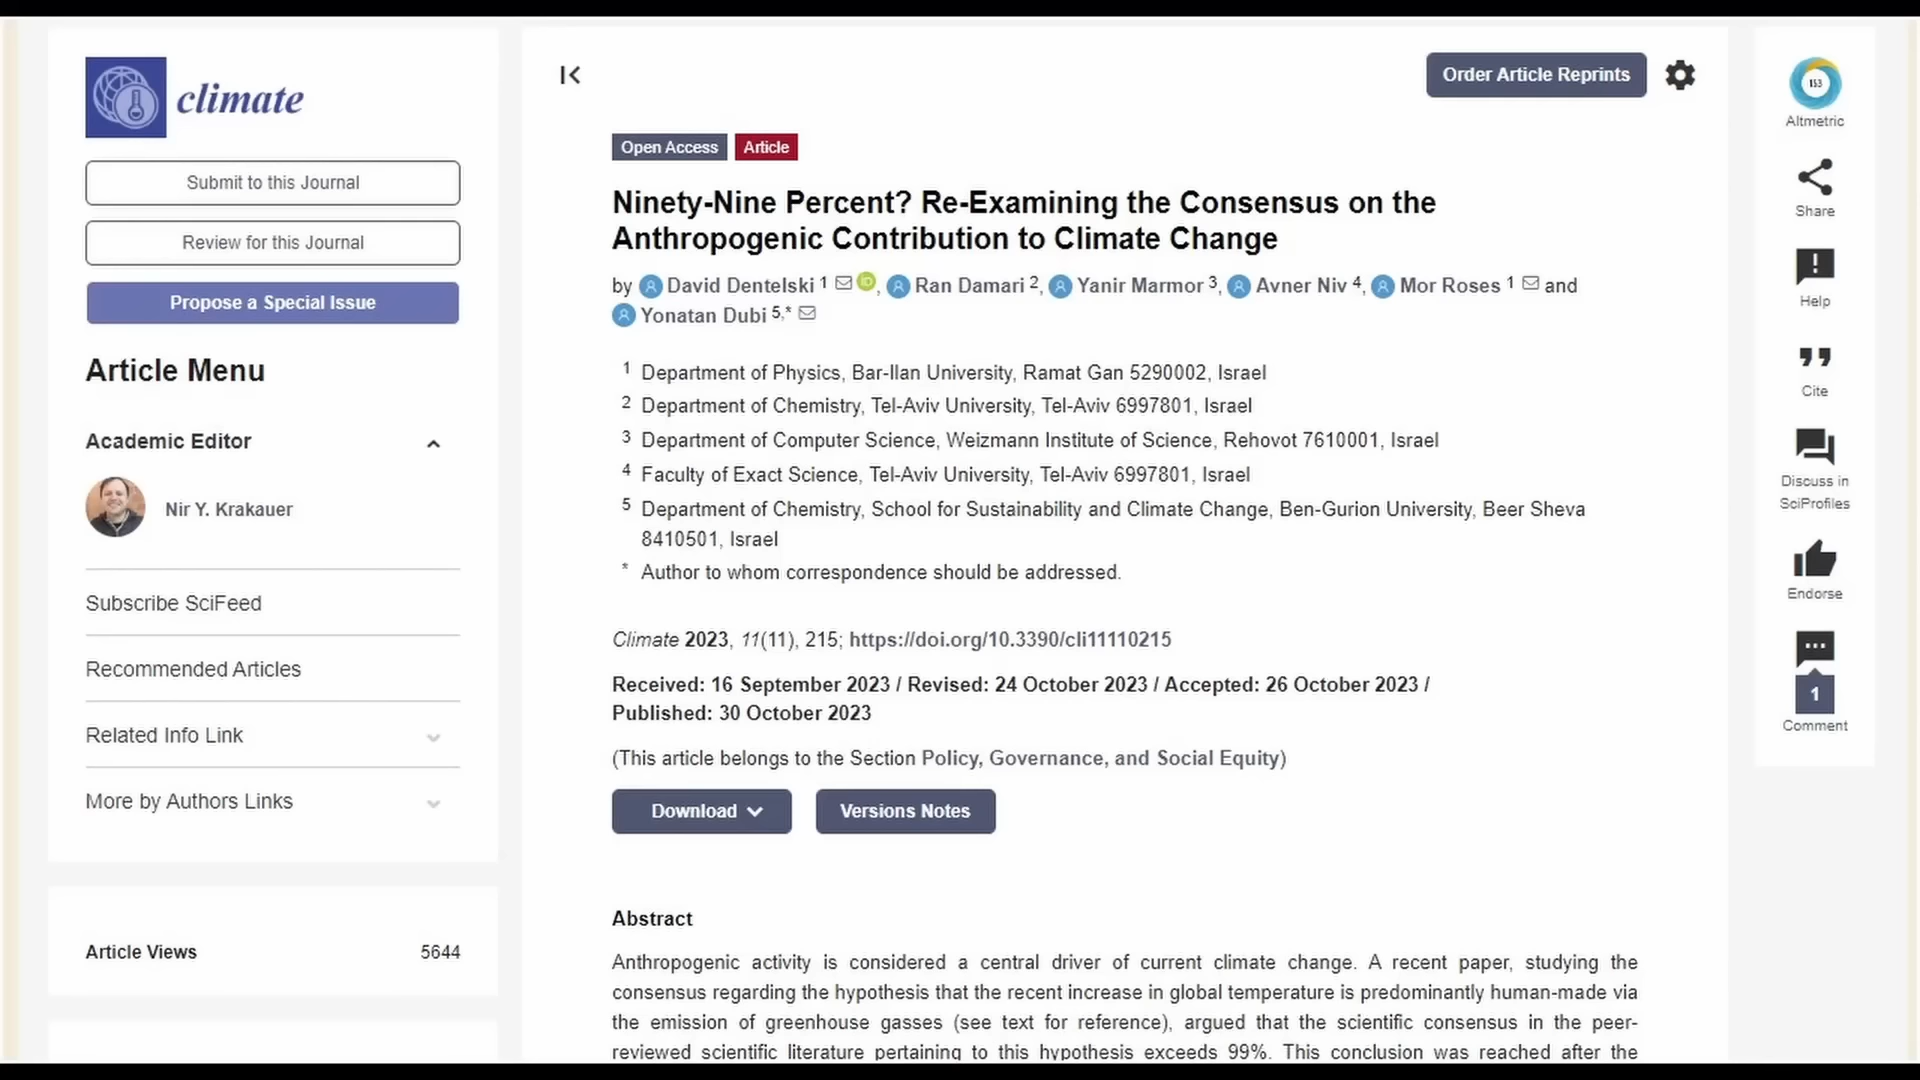 climate
Submit to this Journal
Review for this Journal
Propose a Special Issue
Article Menu
Academic Editor
Nir Y. Krakauer
Subscribe SciFeed
Recommended Articles
Related Info Link
More by Authors Links
Article Views 5644
Order Article Reprints
Open Access Article
Ninety-Nine Percent? Re-Examining the Consensus on the
Anthropogenic Contribution to Climate Change
by David Dentelski 1, Ran Damari 2, Yanir Marmor 3, Avner Niv 4, Mor Roses 1 and
Yonatan Dubi 5,*
1 Department of Physics, Bar-Ilan University, Ramat Gan 5290002, Israel
2 Department of Chemistry, Tel-Aviv University, Tel-Aviv 6997801, Israel
3 Department of Computer Science, Weizmann Institute of Science, Rehovot 7610001, Israel
4 Faculty of Exact Science, Tel-Aviv University, Tel-Aviv 6997801, Israel
5 Department of Chemistry, School for Sustainability and Climate Change, Ben-Gurion University, Beer Sheva
8410501, Israel
* Author to whom correspondence should be addressed.
Climate 2023, 11(11), 215; https://doi.org/10.3390/cli11110215
Received: 16 September 2023 / Revised: 24 October 2023 / Accepted: 26 October 2023 /
Published: 30 October 2023
(This article belongs to the Section Policy, Governance, and Social Equity)
Download Versions Notes
Abstract
Anthropogenic activity is considered a central driver of current climate change. A recent paper, studying the
consensus regarding the hypothesis that the recent increase in global temperature is predominantly human-made via
the emission of greenhouse gasses (see text for reference), argued that the scientific consensus in the peer-
reviewed scientific literature pertaining to this hypothesis exceeds 99%. This conclusion was reached after the
153
Altmetric
Share
Help
Cite
Discuss in
SciProfiles
Endorse
1
Comment